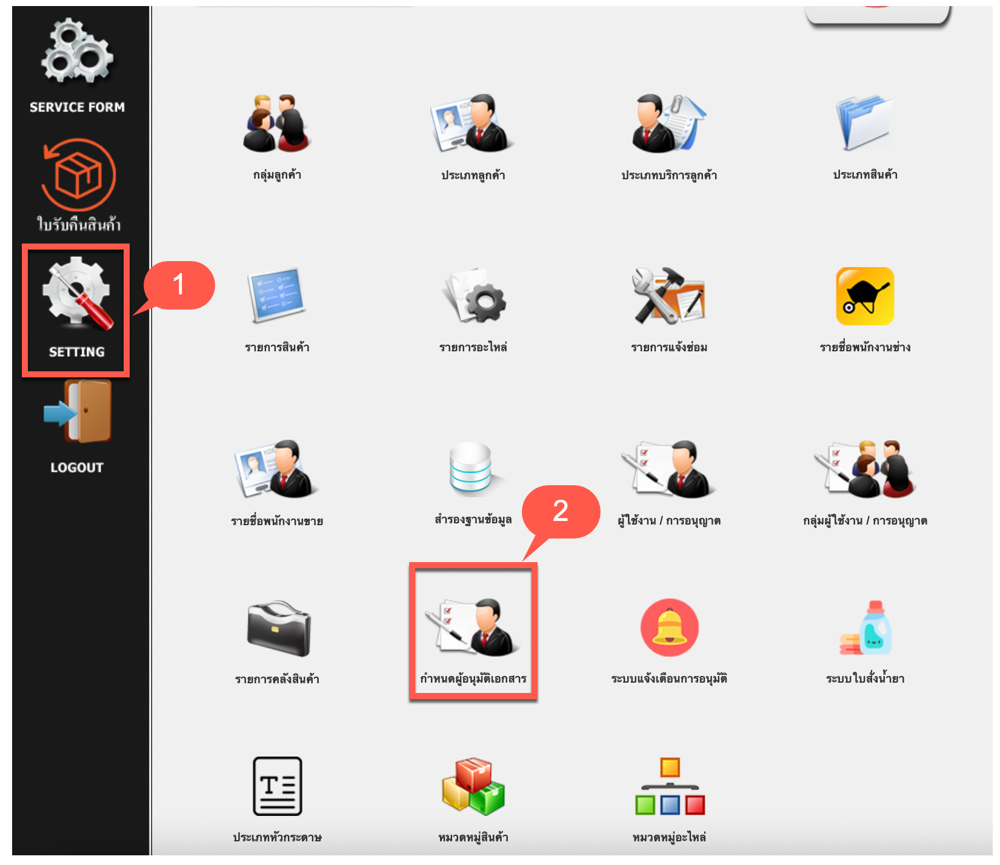 SERVICE FORM
ใบรับคืนสินค้า
SETTING
LOGOUT
1
กลุ่มลูกค้า
ประเภทลูกค้า
ประเภทบริการลูกค้า
ประเภทสินค้า
รายการสินค้า
รายการอะไหล่
รายการแจ้งซ่อม
รายชื่อพนักงานช่าง
รายชื่อพนักงานขาย
สำรองฐานข้อมูล
2
ผู้ใช้งาน / การอนุญาต
กลุ่มผู้ใช้งาน / การอนุญาต
รายการคลังสินค้า
กำหนดผู้อนุมัติเอกสาร
ระบบแจ้งเตือนการอนุมัติ
ระบบใบสั่งน้ำยา
ประเภทหัวกระดาษ
หมวดหมู่สินค้า
หมวดหมู่อะไหล่